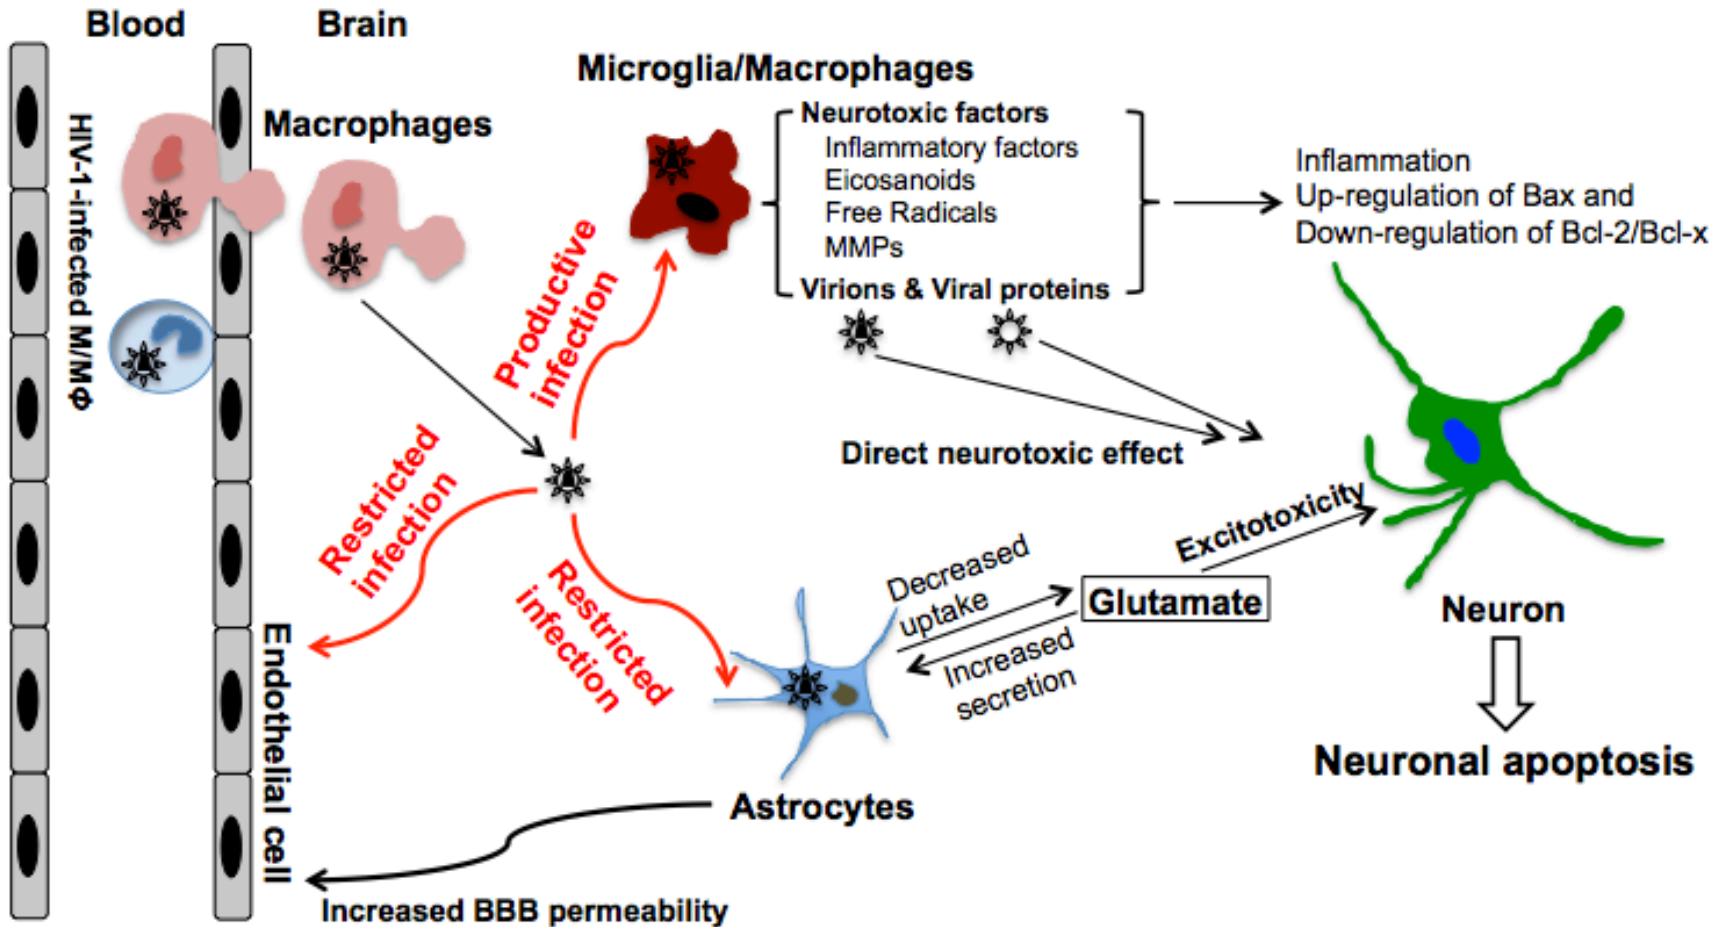 Blood
Brain
HIV-1-infected M/MΦ
Macrophages
Microglia/Macrophages
Neurotoxic factors
Inflammatory factors
Eicosanoids
Free Radicals
MMPs
Virions & Viral proteins
Inflammation
Up-regulation of Bax and
Down-regulation of Bcl-2/Bcl-x
Productive
infection
Restricted
infection
Restricted
infection
Direct neurotoxic effect
Excitotoxicity
Decreased
uptake
Glutamate
Increased
secretion
Neuron
Neuronal apoptosis
Endothelial cell
Astrocytes
Increased BBB permeability